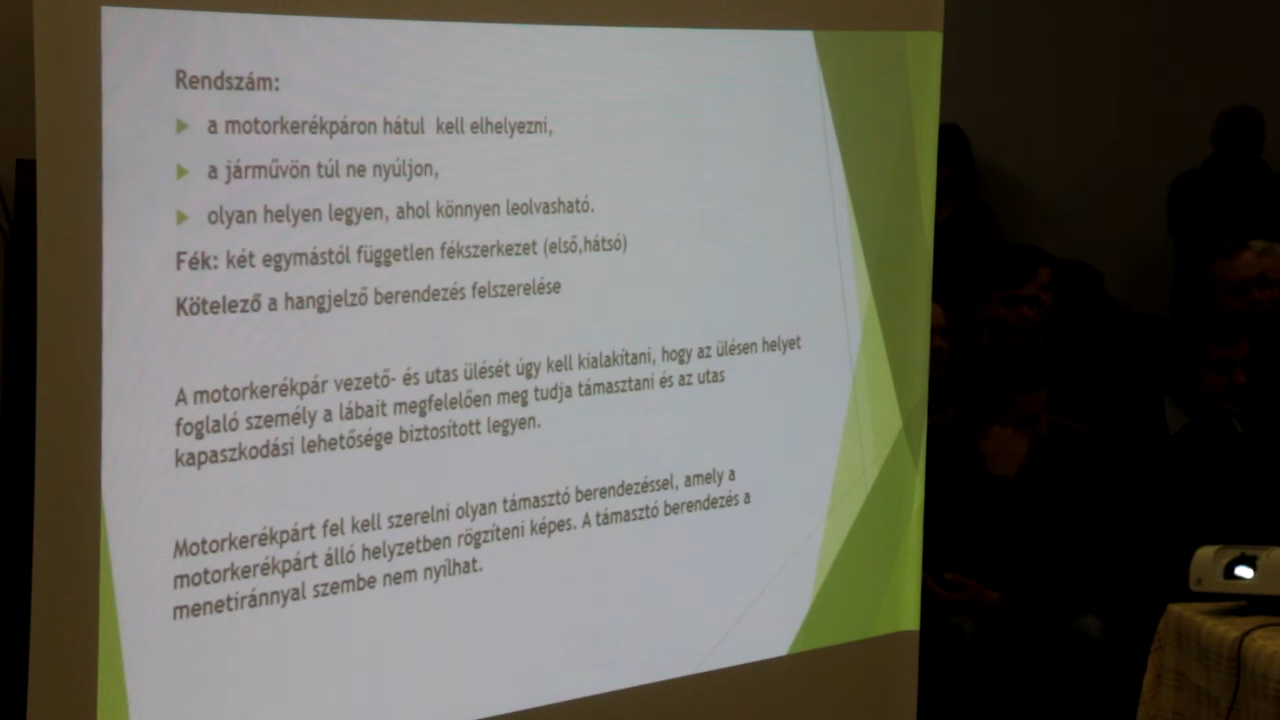 Rendszám:
a motorkerékpáron hátul kell elhelyezni,
a járművön túl ne nyúljon,
olyan helyen legyen, ahol könnyen leolvasható.
Fék: két egymástól független fékszerkezet (első,hátsó)
Kötelező a hangjelző berendezés felszerelése
A motorkerékpár vezető- és utas ülését úgy kell kialakítani, hogy az ülésen helyet
foglaló személy a lábait megfelelően meg tudja támasztani és az utas
kapaszkodási lehetősége biztosított legyen.
Motorkerékpárt fel kell szerelni olyan támasztó berendezéssel, amely a
motorkerékpárt álló helyzetben rögzíteni képes. A támasztó berendezés a
menetiránnyal szembe nem nyílhat.